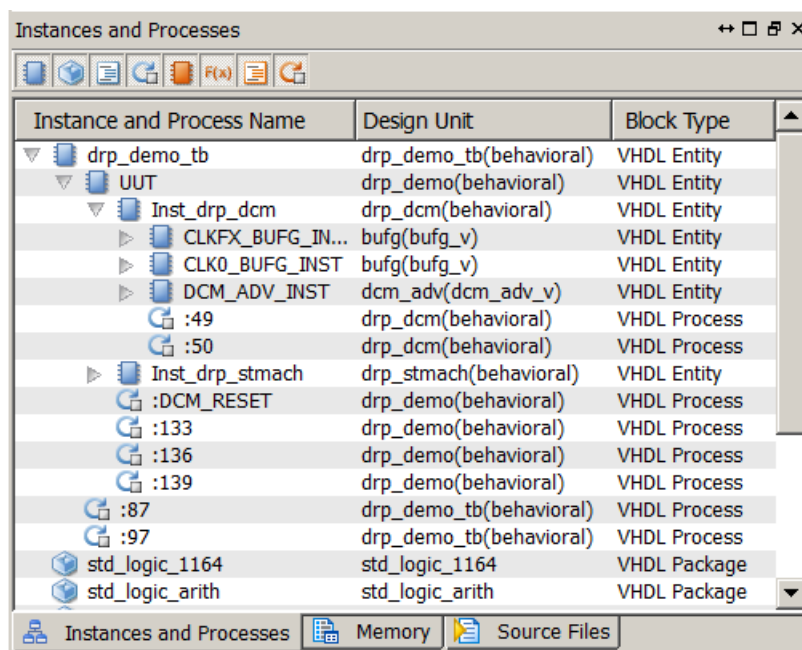 Instances and Processes
F(x)
Instance and Process Name Design Unit Block Type
drp_demo_tb drp_demo_tb(behavioral) VHDL Entity
UUT drp_demo(behavioral) VHDL Entity
Inst_drp_dcm drp_dcm(behavioral) VHDL Entity
CLKFX_BUFG_IN... bufg(bufg_v) VHDL Entity
CLK0_BUFG_INST bufg(bufg_v) VHDL Entity
DCM_ADV_INST dcm_adv(dcm_adv_v) VHDL Entity
:49 drp_dcm(behavioral) VHDL Process
:50 drp_dcm(behavioral) VHDL Process
Inst_drp_stmach drp_stmach(behavioral) VHDL Entity
:DCM_RESET drp_demo(behavioral) VHDL Process
:133 drp_demo(behavioral) VHDL Process
:136 drp_demo(behavioral) VHDL Process
:139 drp_demo(behavioral) VHDL Process
:87 drp_demo_tb(behavioral) VHDL Process
:97 drp_demo_tb(behavioral) VHDL Process
std_logic_1164 std_logic_1164 VHDL Package
std_logic_arith std_logic_arith VHDL Package
Instances and Processes Memory Source Files